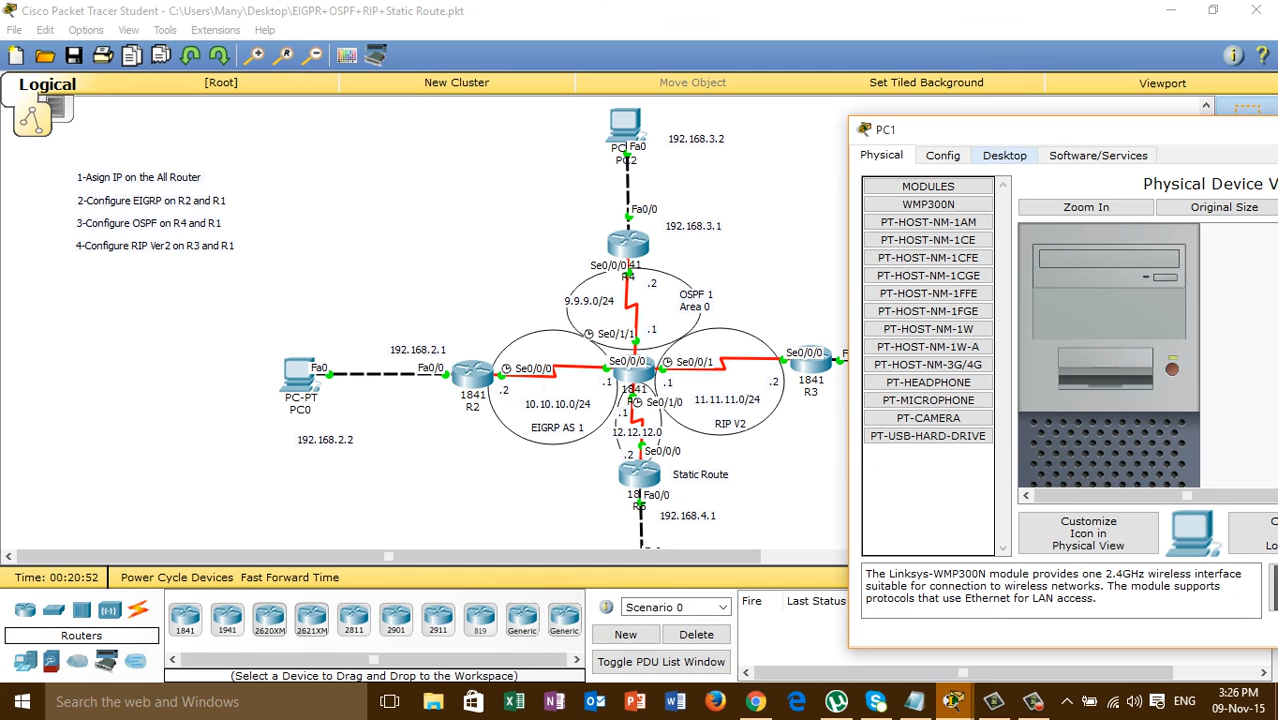 Cisco Packet Tracer Student - C:\Users\Many\Desktop\EIGPR+OSPF+RIP+Static Route.pkt
File Edit Options View Tools Extensions Help
Logical [Root] New Cluster Move Object Set Tiled Background Viewport
1-Asign IP on the All Router
2-Configure EIGRP on R2 and R1
3-Configure OSPF on R4 and R1
4-Configure RIP Ver2 on R3 and R1
Fa0
PC2
192.168.3.2
Fa0/0
192.168.3.1
Se0/0/0
R4
.2
9.9.9.0/24
OSPF 1
Area 0
Se0/1/1
.1
192.168.2.1
Fa0
Fa0/0
Se0/0/0
Se0/0/0
Se0/0/1
Se0/0/0
PC-PT
PC0
1841
R2
.2
.1
1841
.1
.2
1841
R3
10.10.10.0/24
EIGRP AS 1
Se0/1/0
.1
11.11.11.0/24
RIP V2
192.168.2.2
12.12.12.0
.2
Se0/0/0
Static Route
Fa0/0
192.168.4.1
PC1
Physical Config Desktop Software/Services
MODULES
WMP300N
PT-HOST-NM-1AM
PT-HOST-NM-1CE
PT-HOST-NM-1CFE
PT-HOST-NM-1CGE
PT-HOST-NM-1FFE
PT-HOST-NM-1FGE
PT-HOST-NM-1W
PT-HOST-NM-1W-A
PT-HOST-NM-3G/4G
PT-HEADPHONE
PT-MICROPHONE
PT-CAMERA
PT-USB-HARD-DRIVE
Physical Device V
Zoom In Original Size
Customize
Icon in
Physical View
The Linksys-WMP300N module provides one 2.4GHz wireless interface
suitable for connection to wireless networks. The module supports
protocols that use Ethernet for LAN access.
Time: 00:20:52 Power Cycle Devices Fast Forward Time
Routers
1841 1941 2620XM 2621XM 2811 2901 2911 819 Generic Generic
(Select a Device to Drag and Drop to the Workspace)
Scenario 0
New Delete
Toggle PDU List Window
Fire Last Status
Search the web and Windows
ENG
3:26 PM
09-Nov-15